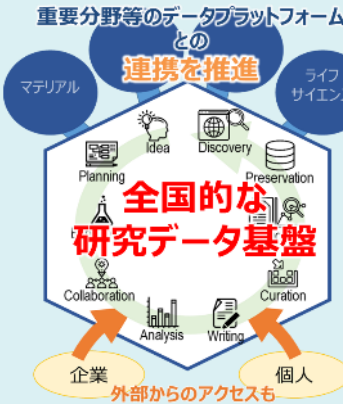 重要分野等のデータプラットフォーム
との
連携を推進
マテリアル
ライフ
サイエン
Idea
Discovery
Planning
Preservation
全国的な
研究データ基盤
Collaboration
Curation
Analysis
Writing
企業
個人
外部からのアクセスも